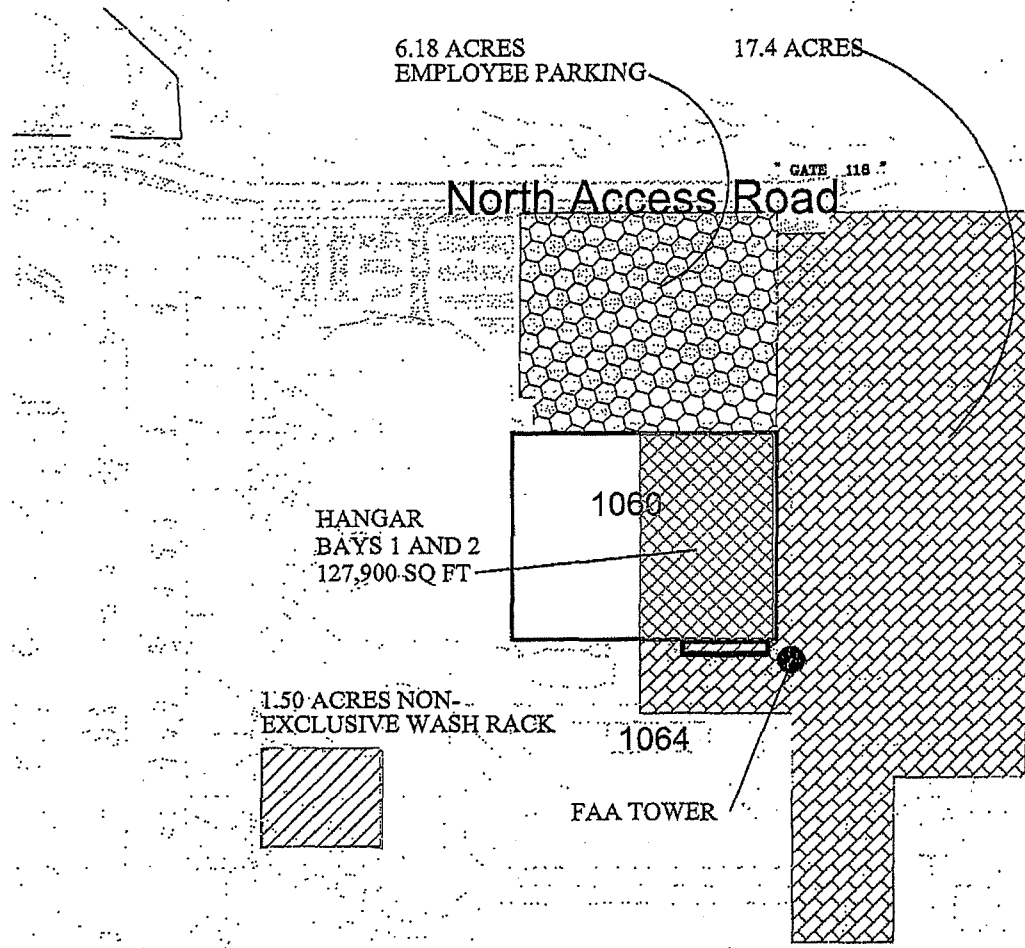 6.18 ACRES
EMPLOYEE PARKING
17.4 ACRES
" GATE 118 "
North Access Road
1060
HANGAR
BAYS 1 AND 2
127,900 SQ FT
1.50 ACRES NON-
EXCLUSIVE WASH RACK
1064
FAA TOWER